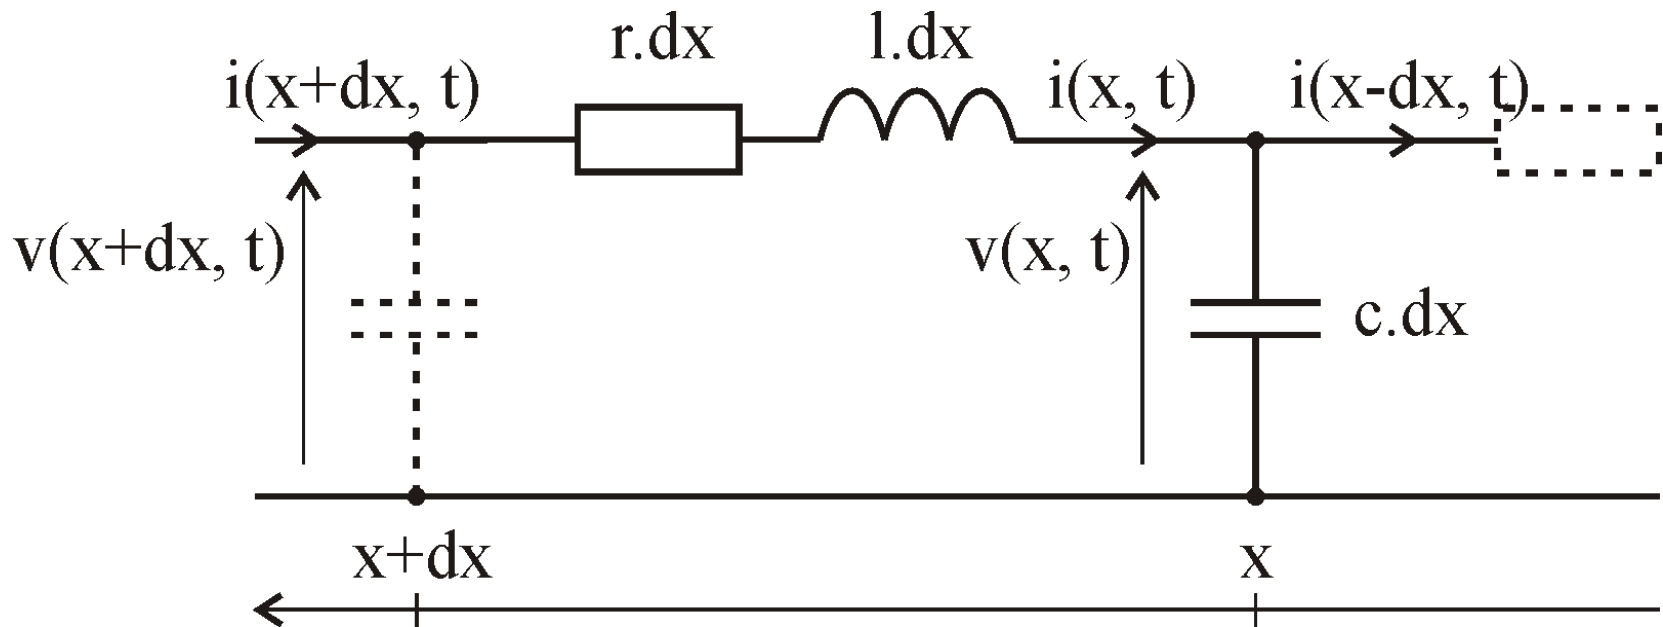 r.dx
l.dx
i(x+dx, t)
i(x, t)
i(x-dx, t)
v(x+dx, t)
v(x, t)
c.dx
x+dx
x